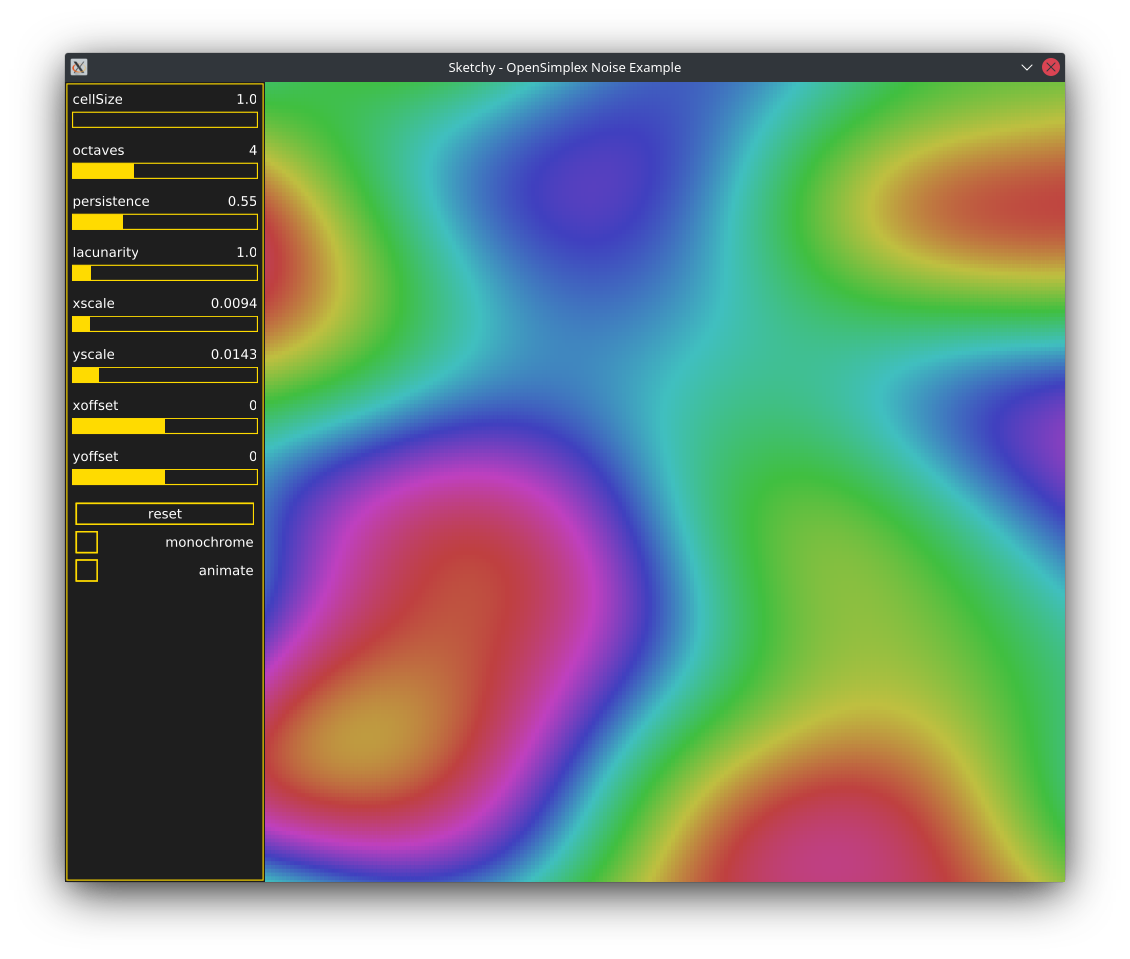 Sketchy - OpenSimplex Noise Example
cellSize 1.0
octaves 4
persistence 0.55
lacunarity 1.0
xscale 0.0094
yscale 0.0143
xoffset 0
yoffset 0
reset
monochrome
animate